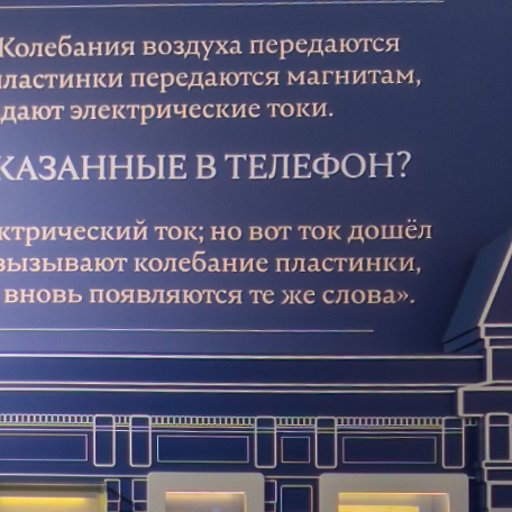 Колебания воздуха передаются
пластинки передаются магнитам,
дают электрические токи.
КАЗАННЫЕ В ТЕЛЕФОН?
ктрический ток; но вот ток дошёл
вызывают колебание пластинки,
вновь появляются те же слова».